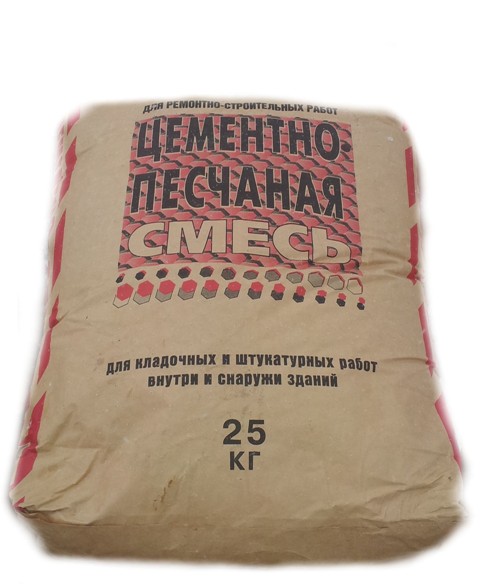 ДЛЯ РЕМОНТНО-СТРОИТЕЛЬНЫХ РАБОТ
ЦЕМЕНТНО
ПЕСЧАНАЯ
СМЕСЬ
для кладочных и штукатурных работ
внутри и снаружи зданий
25
КГ